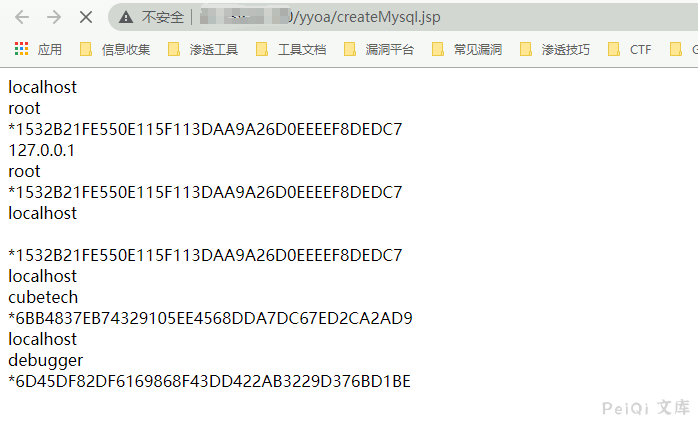 不安全
0/yyoa/createMysql.jsp
应用 信息收集 渗透工具 工具文档 漏洞平台 常见漏洞 渗透技巧 CTF
localhost
root
*1532B21FE550E115F113DAA9A26D0EEEEF8DEDC7
127.0.0.1
root
*1532B21FE550E115F113DAA9A26D0EEEEF8DEDC7
localhost
*1532B21FE550E115F113DAA9A26D0EEEEF8DEDC7
localhost
cubetech
*6BB4837EB74329105EE4568DDA7DC67ED2CA2AD9
localhost
debugger
*6D45DF82DF6169868F43DD422AB3229D376BD1BE
PeiQi 文库